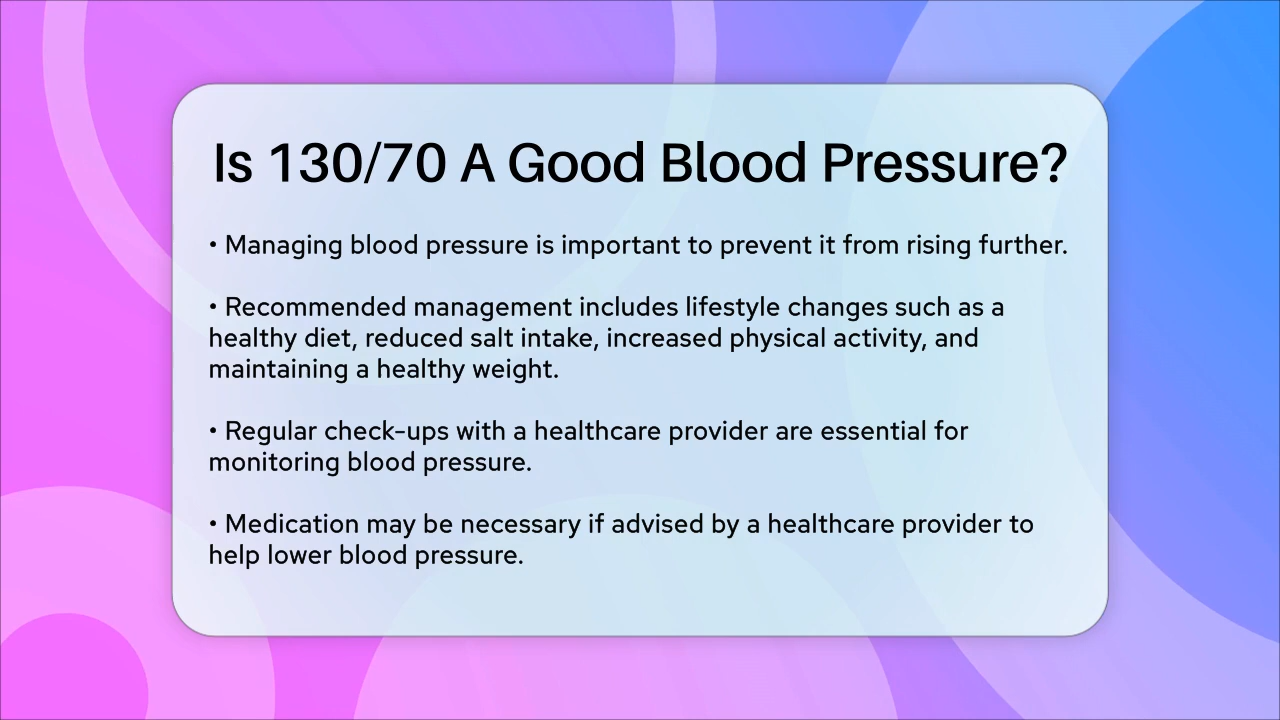 Is 130/70 A Good Blood Pressure?
• Managing blood pressure is important to prevent it from rising further.
• Recommended management includes lifestyle changes such as a
healthy diet, reduced salt intake, increased physical activity, and
maintaining a healthy weight.
• Regular check-ups with a healthcare provider are essential for
monitoring blood pressure.
• Medication may be necessary if advised by a healthcare provider to
help lower blood pressure.